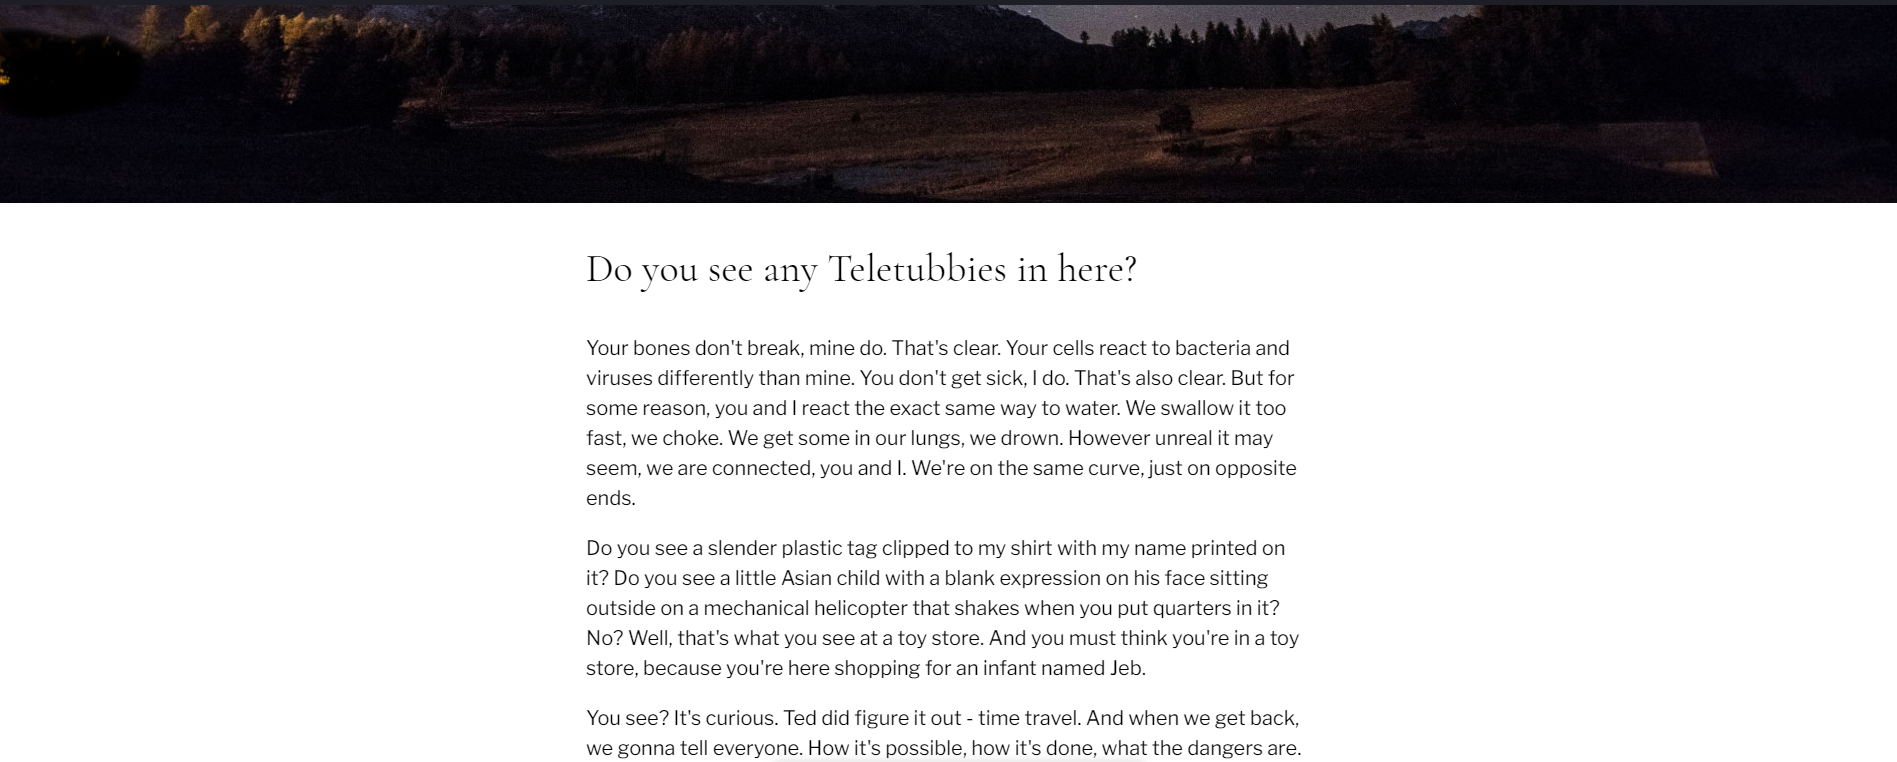 Do you see any Teletubbies in here?
Your bones don't break, mine do. That's clear. Your cells react to bacteria and
viruses differently than mine. You don't get sick, I do. That's also clear. But for
some reason, you and I react the exact same way to water. We swallow it too
fast, we choke. We get some in our lungs, we drown. However unreal it may
seem, we are connected, you and I. We're on the same curve, just on opposite
ends.
Do you see a slender plastic tag clipped to my shirt with my name printed on
it? Do you see a little Asian child with a blank expression on his face sitting
outside on a mechanical helicopter that shakes when you put quarters in it?
No? Well, that's what you see at a toy store. And you must think you're in a toy
store, because you're here shopping for an infant named Jeb.
You see? It's curious. Ted did figure it out - time travel. And when we get back,
we gonna tell everyone. How it's possible, how it's done, what the dangers are.